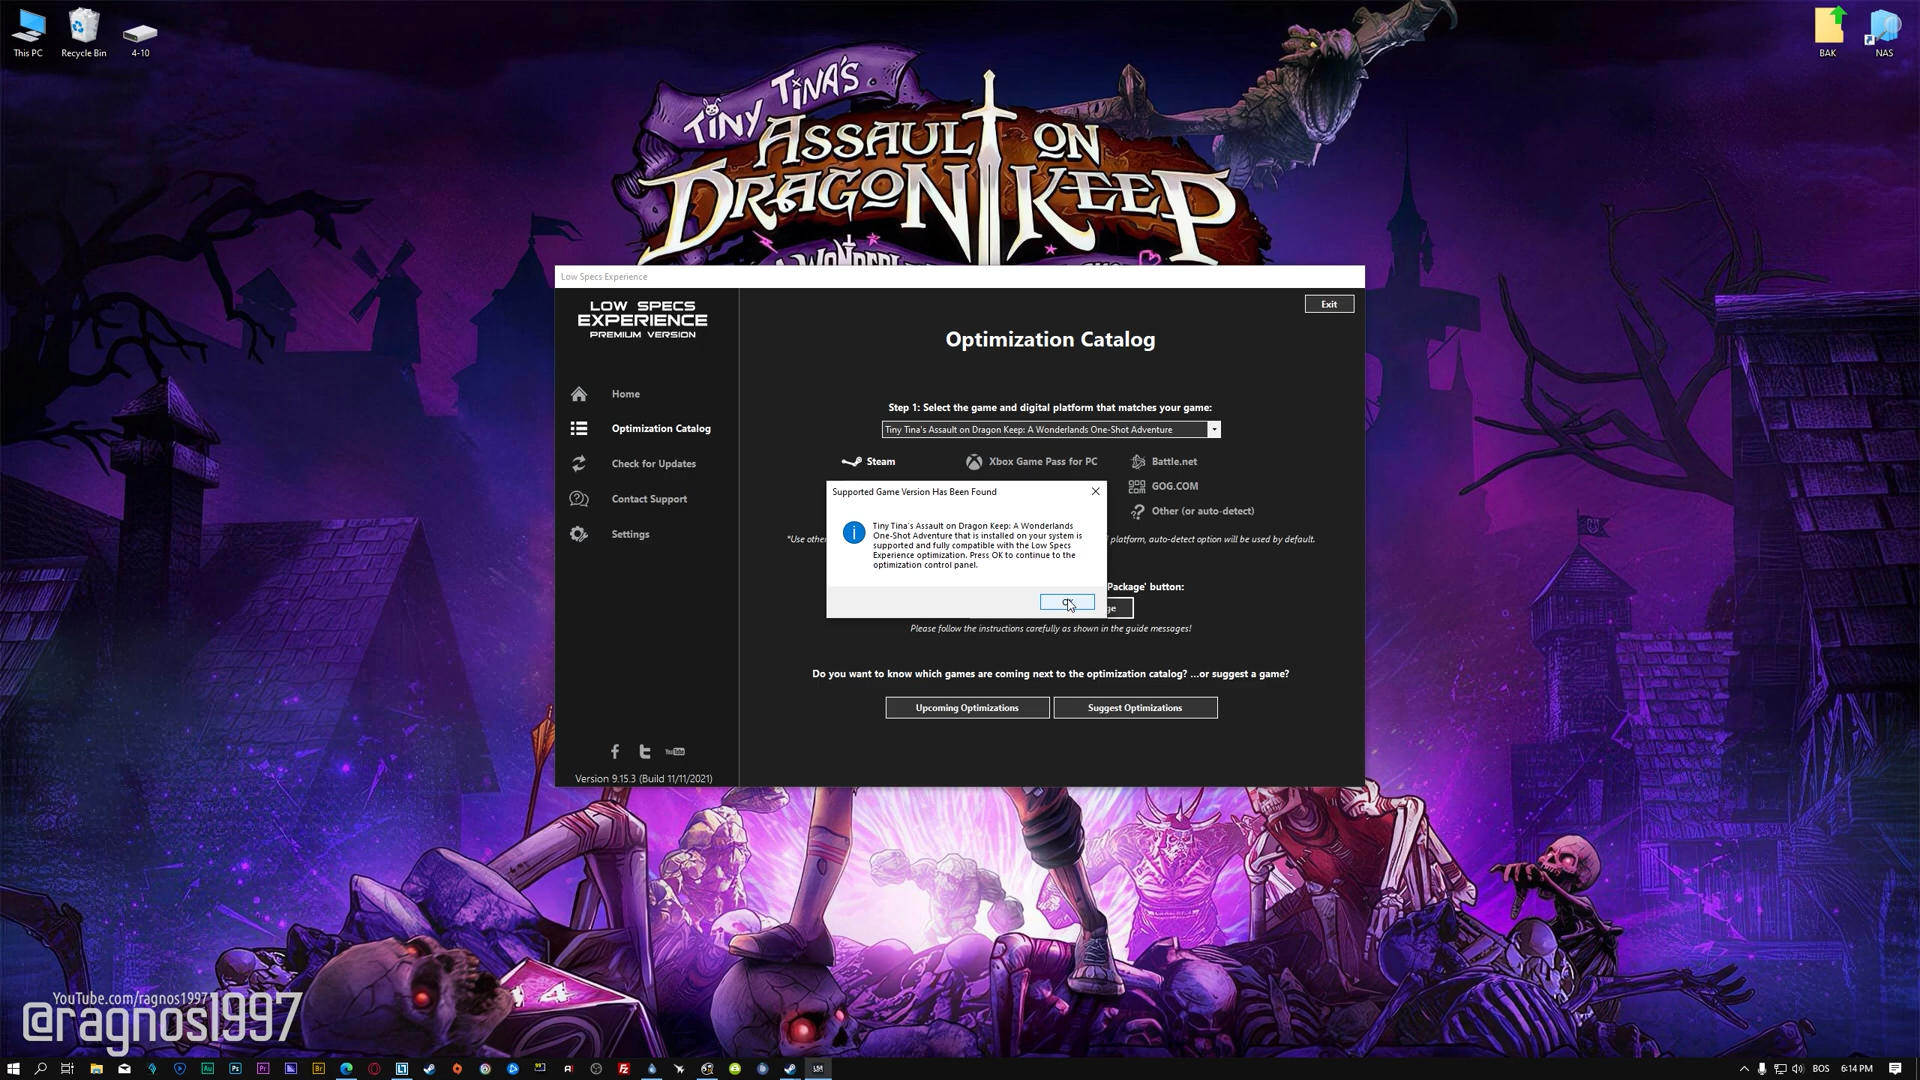 This PC
Recycle Bin
4-10
BAK
NAS
TINY TINA'S
ASSAULT ON
DRAGON KEEP
Low Specs Experience
LOW SPECS
EXPERIENCE
PREMIUM VERSION
Exit
Optimization Catalog
Home
Optimization Catalog
Check for Updates
Contact Support
Settings
Step 1: Select the game and digital platform that matches your game:
Tiny Tina's Assault on Dragon Keep: A Wonderlands One-Shot Adventure
Steam
Xbox Game Pass for PC
Battle.net
GOG.COM
Other (or auto-detect)
*Use other
platform, auto-detect option will be used by default.
Supported Game Version Has Been Found
Tiny Tina's Assault on Dragon Keep: A Wonderlands
One-Shot Adventure that is installed on your system is
supported and fully compatible with the Low Specs
Experience optimization. Press OK to continue to the
optimization control panel.
Package' button:
Please follow the instructions carefully as shown in the guide messages!
Do you want to know which games are coming next to the optimization catalog? ...or suggest a game?
Upcoming Optimizations
Suggest Optimizations
You Tube
Version 9.15.3 (Build 11/11/2021)
YouTube.com/ragnos1997
@ragnos1997
Au
Ps
Pr
Br
BOS
6:14 PM